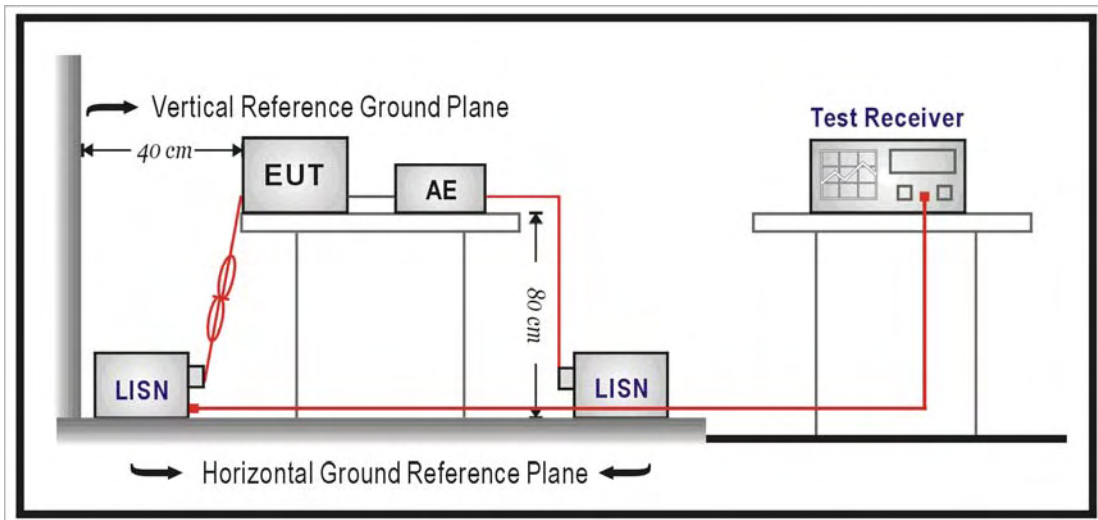 Vertical Reference Ground Plane
40 cm
EUT
AE
Test Receiver
80 cm
LISN
LISN
Horizontal Ground Reference Plane